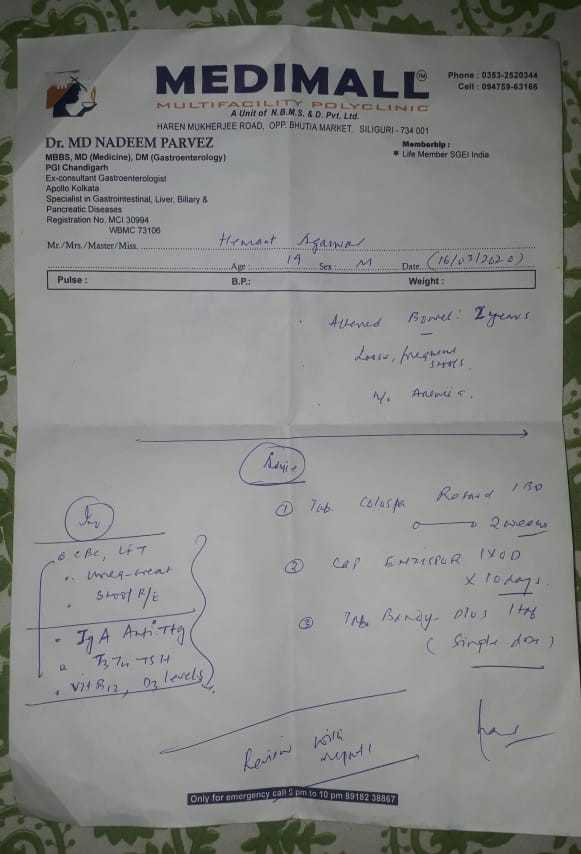 MEDIMALL TM
MULTIFACILITY POLYCLINIC
A Unit of N.B.M.S. & D. Pvt. Ltd.
HAREN MUKHERJEE ROAD, OPP. BHUTIA MARKET, SILIGURI - 734 001
Phone : 0353-2520344
Cell : 094759-63166
Dr. MD NADEEM PARVEZ
MBBS, MD (Medicine), DM (Gastroenterology)
PGI Chandigarh
Ex-consultant Gastroenterologist
Apollo Kolkata
Specialist in Gastrointestinal, Liver, Biliary &
Pancreatic Diseases
Registration No. MCI 30994
WBMC 73106
Memberhip :
* Life Member SGEI India
Mr./Mrs./Master/Miss. Hemant Agarwal
Age : 19 Sex : M Date (16/03/2020)
Pulse : B.P.: Weight :
Altered Bowel: 2 years
Loose, frequent
stools
Anemia
Advice
① Tab. Colospa Retard 1 BD
2 weeks
② Cap 1 X OD
X 10 days.
③ Tab. Bandy Plus 1 tab
(Single dose)
Inv
CBC, LFT
Urea, creat
Stool R/E
IgA Anti tTg
T3 T4 TSH
Vit B12, D3 levels
Review with
reports
Only for emergency call 9 pm to 10 pm 89182 38867